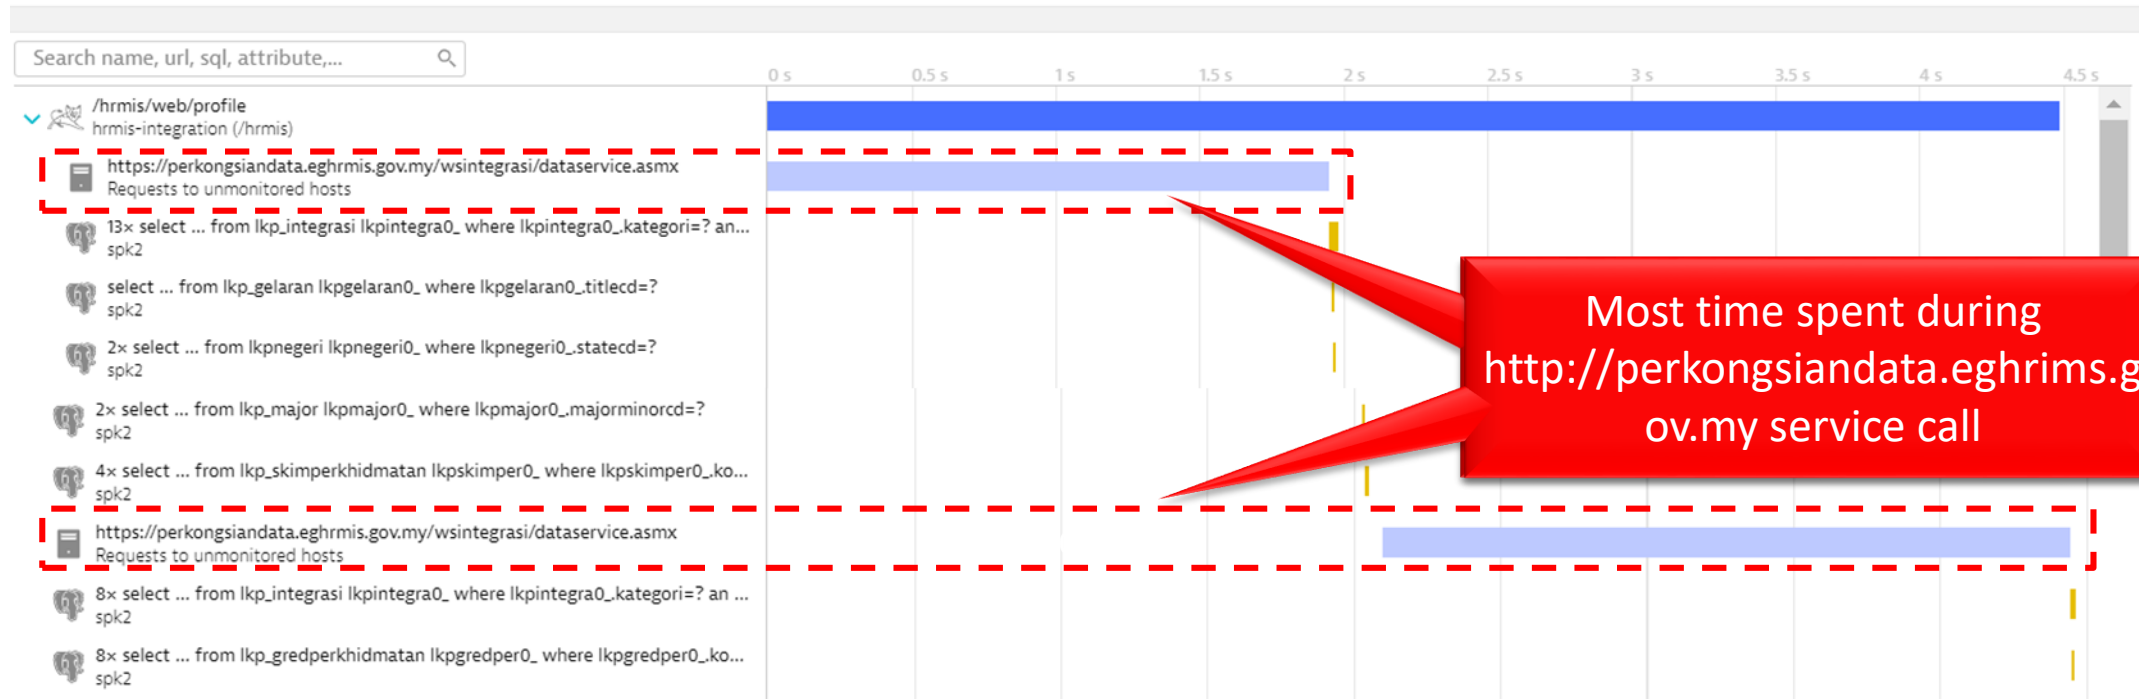 Search name, url, sql, attribute,...
0 s 0.5 s 1 s 1.5 s 2 s 2.5 s 3 s 3.5 s 4 s 4.5 s
/hrmis/web/profile
hrmis-integration (/hrmis)
https://perkongsiandata.eghrmis.gov.my/wsintegrasi/dataservice.asmx
Requests to unmonitored hosts
13× select ... from lkp_integrasi lkpintegra0_ where lkpintegra0_.kategori=? an...
spk2
select ... from lkp_gelaran lkpgelaran0_ where lkpgelaran0_.titlecd=?
spk2
2× select ... from lkpnegeri lkpnegeri0_ where lkpnegeri0_.statecd=?
spk2
2× select ... from lkp_major lkpmajor0_ where lkpmajor0_.majorminorcd=?
spk2
4× select ... from lkp_skimperkhidmatan lkpskimper0_ where lkpskimper0_.ko...
spk2
https://perkongsiandata.eghrmis.gov.my/wsintegrasi/dataservice.asmx
Requests to unmonitored hosts
8× select ... from lkp_integrasi lkpintegra0_ where lkpintegra0_.kategori=? an ...
spk2
8× select ... from lkp_gredperkhidmatan lkpgredper0_ where lkpgredper0_.ko...
spk2
Most time spent during
http://perkongsiandata.eghrims.g
ov.my service call